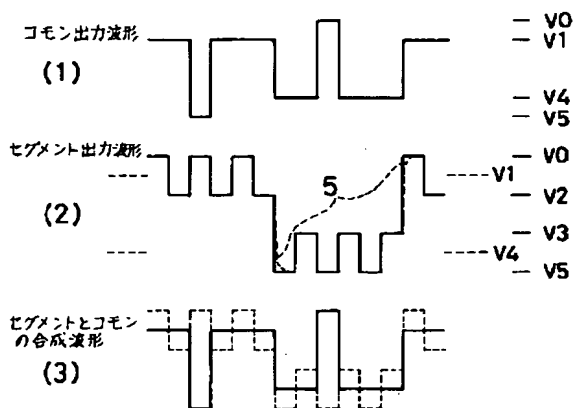 コモン出力波形
(1)
V0
V1
V4
V5
セグメント出力波形
(2)
5
V0
V1
V2
V3
V4
V5
セグメントとコモン
の合成波形
(3)